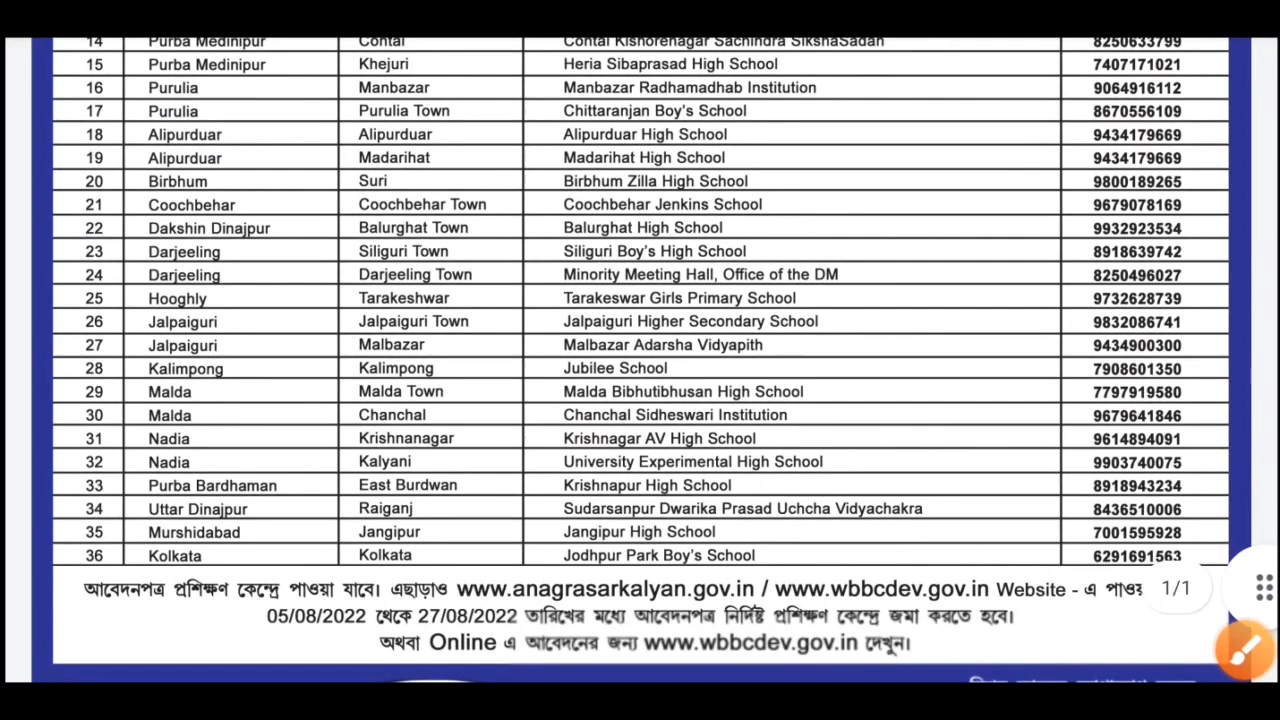 14 Purba Medinipur Contai Contai Kishorenagar Sachindra SikshaSadan 8250633799
15 Purba Medinipur Khejuri Heria Sibaprasad High School 7407171021
16 Purulia Manbazar Manbazar Radhamadhab Institution 9064916112
17 Purulia Purulia Town Chittaranjan Boy's School 8670556109
18 Alipurduar Alipurduar Alipurduar High School 9434179669
19 Alipurduar Madarihat Madarihat High School 9434179669
20 Birbhum Suri Birbhum Zilla High School 9800189265
21 Coochbehar Coochbehar Town Coochbehar Jenkins School 9679078169
22 Dakshin Dinajpur Balurghat Town Balurghat High School 9932923534
23 Darjeeling Siliguri Town Siliguri Boy's High School 8918639742
24 Darjeeling Darjeeling Town Minority Meeting Hall, Office of the DM 8250496027
25 Hooghly Tarakeshwar Tarakeswar Girls Primary School 9732628739
26 Jalpaiguri Jalpaiguri Town Jalpaiguri Higher Secondary School 9832086741
27 Jalpaiguri Malbazar Malbazar Adarsha Vidyapith 9434900300
28 Kalimpong Kalimpong Jubilee School 7908601350
29 Malda Malda Town Malda Bibhutibhusan High School 7797919580
30 Malda Chanchal Chanchal Sidheswari Institution 9679641846
31 Nadia Krishnanagar Krishnagar AV High School 9614894091
32 Nadia Kalyani University Experimental High School 9903740075
33 Purba Bardhaman East Burdwan Krishnapur High School 8918943234
34 Uttar Dinajpur Raiganj Sudarsanpur Dwarika Prasad Uchcha Vidyachakra 8436510006
35 Murshidabad Jangipur Jangipur High School 7001595928
36 Kolkata Kolkata Jodhpur Park Boy's School 6291691563
আবেদনপত্র প্রশিক্ষণ কেন্দ্রে পাওয়া যাবে। এছাড়াও www.anagrasarkalyan.gov.in / www.wbbcdev.gov.in Website - এ পাওয় 1/1
05/08/2022 থেকে 27/08/2022 তারিখের মধ্যে আবেদনপত্র নির্দিষ্ট প্রশিক্ষণ কেন্দ্রে জমা করতে হবে।
অথবা Online এ আবেদনের জন্য www.wbbcdev.gov.in দেখুন।